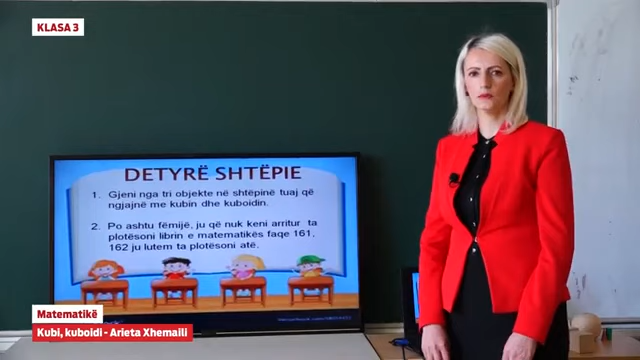 KLASA 3
DETYRË SHTËPIE
1. Gjeni nga tri objekte në shtëpinë tuaj që
ngjajnë me kubin dhe kuboidin.
2. Po ashtu fëmijë, ju që nuk keni arritur ta
plotësoni librin e matematikës faqe 161,
162 ju lutem ta plotësoni atë.
Matematikë
Kubi, kuboidi - Arieta Xhemaili